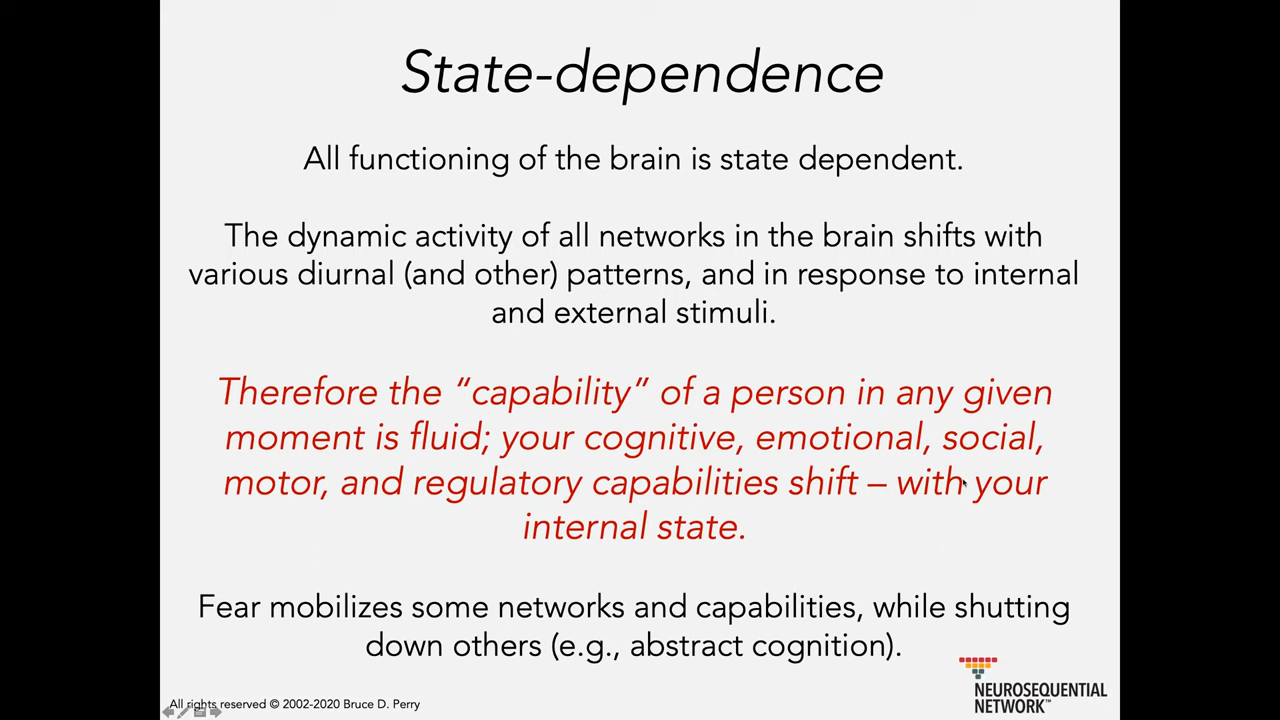 State-dependence
All functioning of the brain is state dependent.
The dynamic activity of all networks in the brain shifts with
various diurnal (and other) patterns, and in response to internal
and external stimuli.
Therefore the “capability” of a person in any given
moment is fluid; your cognitive, emotional, social,
motor, and regulatory capabilities shift – with your
internal state.
Fear mobilizes some networks and capabilities, while shutting
down others (e.g., abstract cognition).
All rights reserved © 2002-2020 Bruce D. Perry
NEUROSEQUENTIAL
NETWORK™